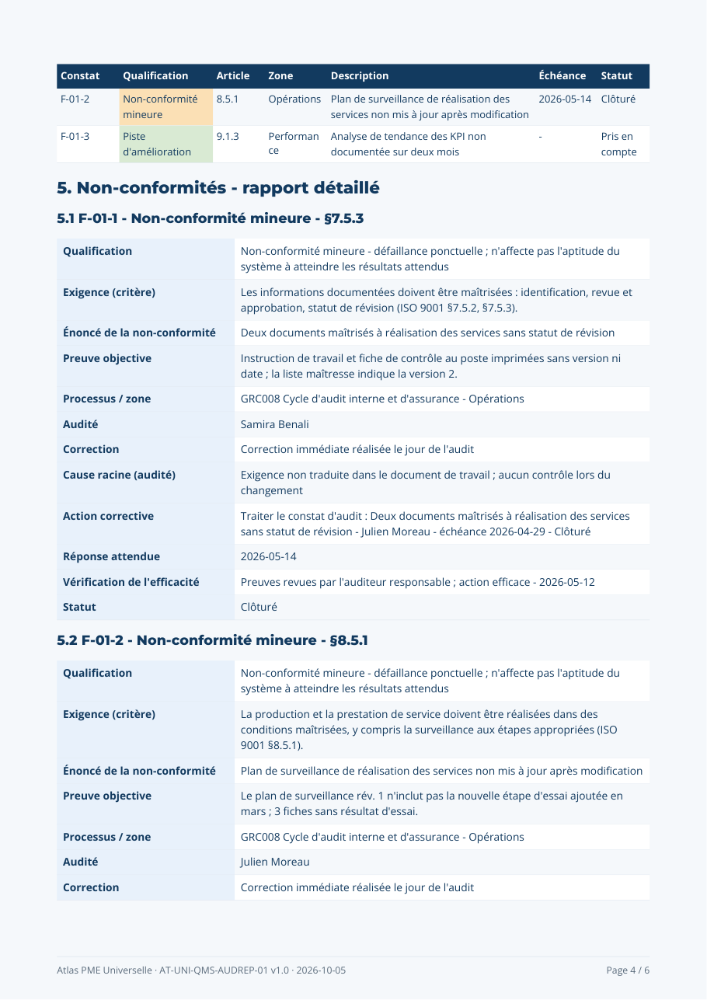 Constat Qualification Article Zone Description Échéance Statut
F-01-2 Non-conformité 8.5.1 Opérations Plan de surveillance de réalisation des 2026-05-14 Clôturé
mineure services non mis à jour après modification
F-01-3 Piste 9.1.3 Performan Analyse de tendance des KPI non - Pris en
d'amélioration ce documentée sur deux mois compte
5. Non-conformités - rapport détaillé
5.1 F-01-1 - Non-conformité mineure - §7.5.3
Qualification Non-conformité mineure - défaillance ponctuelle ; n'affecte pas l'aptitude du
système à atteindre les résultats attendus
Exigence (critère) Les informations documentées doivent être maîtrisées : identification, revue et
approbation, statut de révision (ISO 9001 §7.5.2, §7.5.3).
Énoncé de la non-conformité Deux documents maîtrisés à réalisation des services sans statut de révision
Preuve objective Instruction de travail et fiche de contrôle au poste imprimées sans version ni
date ; la liste maîtresse indique la version 2.
Processus / zone GRC008 Cycle d'audit interne et d'assurance - Opérations
Audité Samira Benali
Correction Correction immédiate réalisée le jour de l'audit
Cause racine (audité) Exigence non traduite dans le document de travail ; aucun contrôle lors du
changement
Action corrective Traiter le constat d'audit : Deux documents maîtrisés à réalisation des services
sans statut de révision - Julien Moreau - échéance 2026-04-29 - Clôturé
Réponse attendue 2026-05-14
Vérification de l'efficacité Preuves revues par l'auditeur responsable ; action efficace - 2026-05-12
Statut Clôturé
5.2 F-01-2 - Non-conformité mineure - §8.5.1
Qualification Non-conformité mineure - défaillance ponctuelle ; n'affecte pas l'aptitude du
système à atteindre les résultats attendus
Exigence (critère) La production et la prestation de service doivent être réalisées dans des
conditions maîtrisées, y compris la surveillance aux étapes appropriées (ISO
9001 §8.5.1).
Énoncé de la non-conformité Plan de surveillance de réalisation des services non mis à jour après modification
Preuve objective Le plan de surveillance rév. 1 n'inclut pas la nouvelle étape d'essai ajoutée en
mars ; 3 fiches sans résultat d'essai.
Processus / zone GRC008 Cycle d'audit interne et d'assurance - Opérations
Audité Julien Moreau
Correction Correction immédiate réalisée le jour de l'audit
Atlas PME Universelle · AT-UNI-QMS-AUDREP-01 v1.0 · 2026-10-05 Page 4 / 6